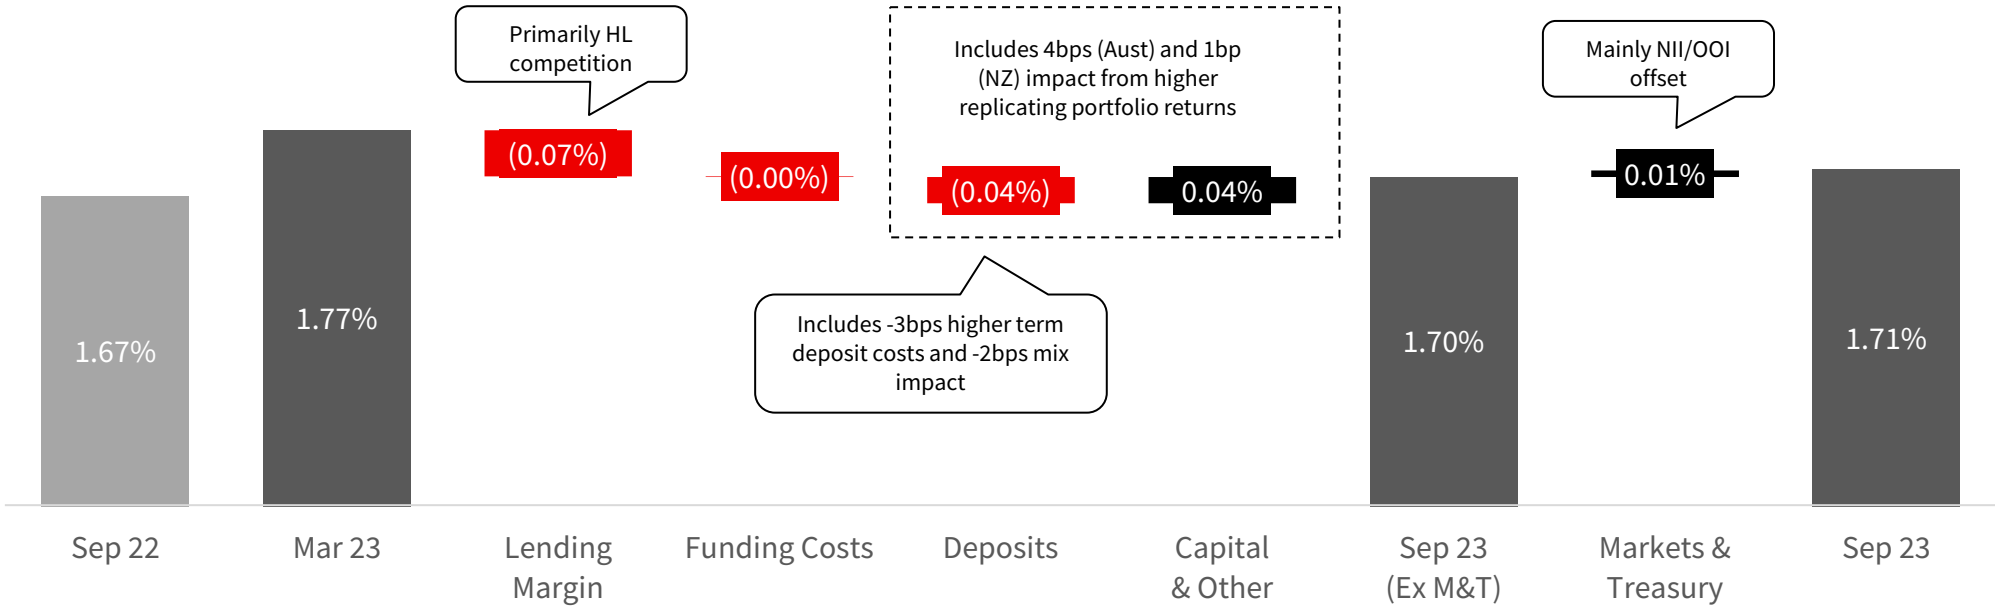 Primarily HL
competition
Includes 4bps (Aust) and 1bp
(NZ) impact from higher
replicating portfolio returns
Mainly NII/OOI
offset
(0.07%)
(0.00%)
(0.04%)
0.04%
0.01%
1.67%
1.77%
1.70%
1.71%
Includes -3bps higher term
deposit costs and -2bps mix
impact
Sep 22
Mar 23
Lending
Margin
Funding Costs
Deposits
Capital
& Other
Sep 23
(Ex M&T)
Markets &
Treasury
Sep 23